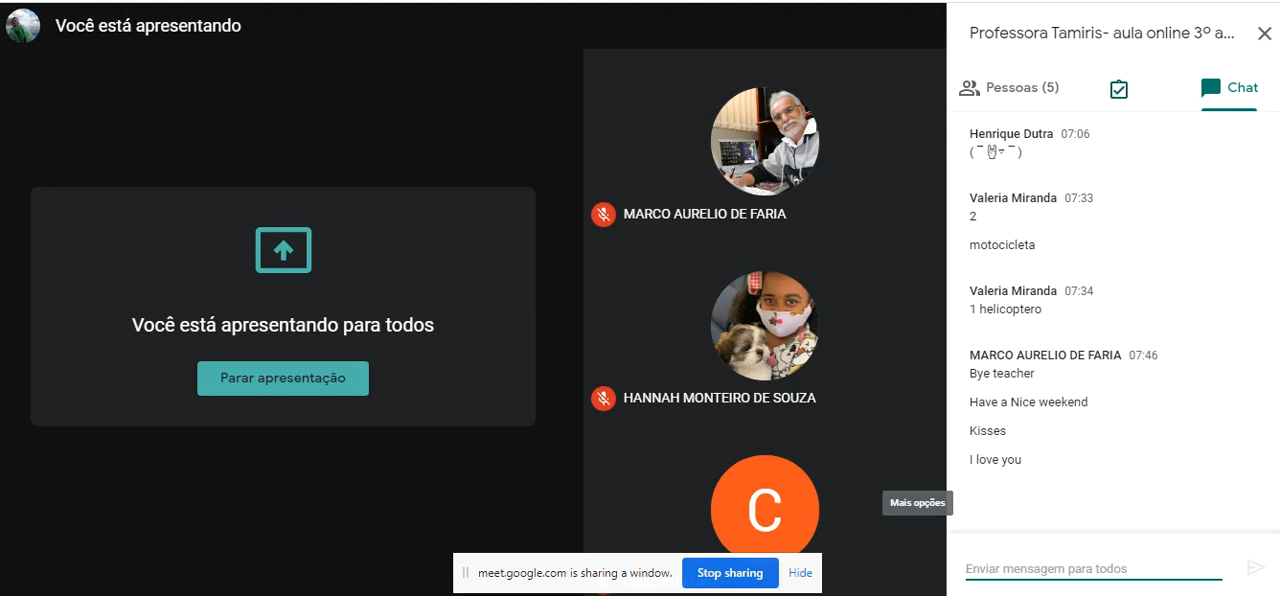 Você está apresentando
Você está apresentando para todos
Parar apresentação
MARCO AURELIO DE FARIA
HANNAH MONTEIRO DE SOUZA
C
Mais opções
meet.google.com is sharing a window.
Stop sharing
Hide
Professora Tamiris- aula online 3º a...
Pessoas (5)
Chat
Henrique Dutra 07:06
Valeria Miranda 07:33
2
motocicleta
Valeria Miranda 07:34
1 helicoptero
MARCO AURELIO DE FARIA 07:46
Bye teacher
Have a Nice weekend
Kisses
I love you
Enviar mensagem para todos